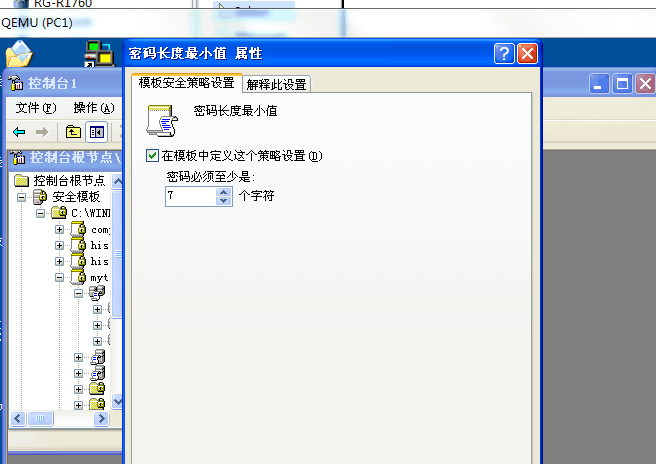 RG-R1760
QEMU (PC1)
密码长度最小值 属性
控制台1
模板安全策略设置
解释此设置
文件(F)
操作(A)
密码长度最小值
控制台根节点\
在模板中定义这个策略设置(D)
控制台根节点
密码必须至少是:
安全模板
7
个字符
C:\WIN
com
his
his
myt